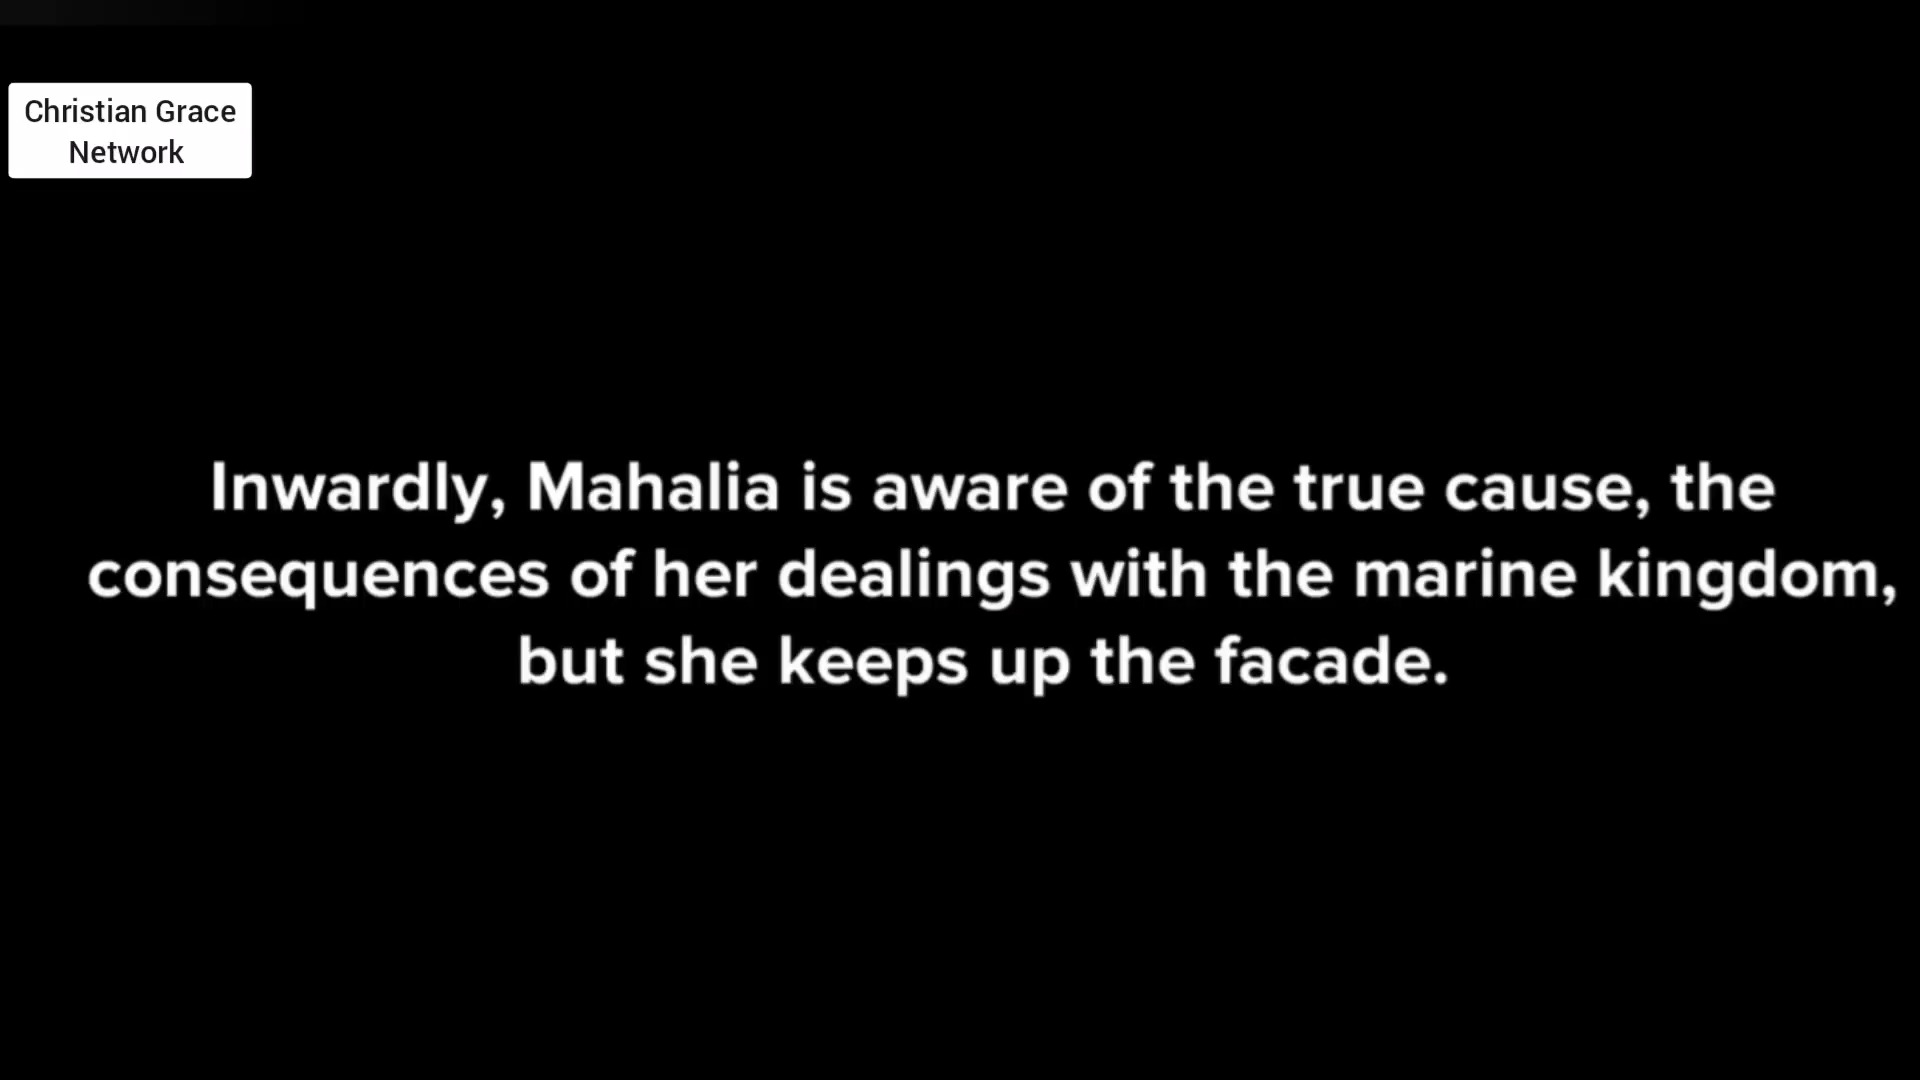 Christian Grace
Network
Inwardly, Mahalia is aware of the true cause, the
consequences of her dealings with the marine kingdom,
but she keeps up the facade.